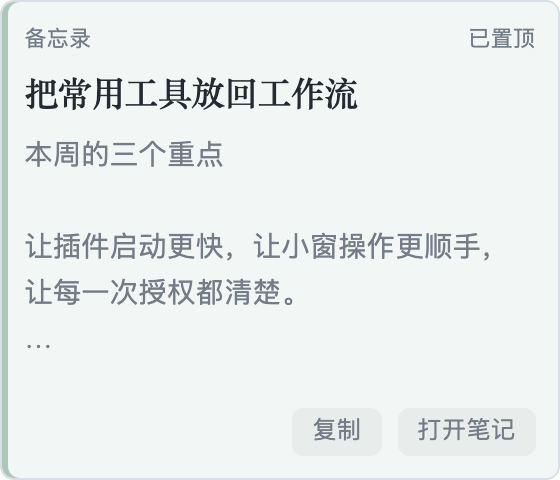 备忘录
已置顶
把常用工具放回工作流
本周的三个重点
让插件启动更快，让小窗操作更顺手，
让每一次授权都清楚。
…
复制
打开笔记